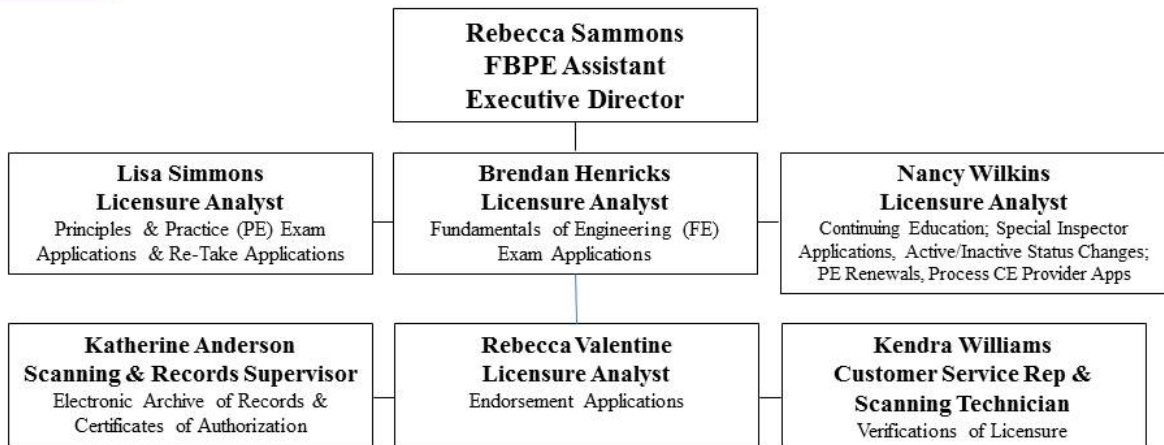 Rebecca Sammons
FBPE Assistant
Executive Director
Lisa Simmons
Licensure Analyst
Principles & Practice (PE) Exam
Applications & Re-Take Applications
Brendan Henricks
Licensure Analyst
Fundamentals of Engineering (FE)
Exam Applications
Nancy Wilkins
Licensure Analyst
Continuing Education; Special Inspector
Applications, Active/Inactive Status Changes;
PE Renewals, Process CE Provider Apps
Katherine Anderson
Scanning & Records Supervisor
Electronic Archive of Records &
Certificates of Authorization
Rebecca Valentine
Licensure Analyst
Endorsement Applications
Kendra Williams
Customer Service Rep &
Scanning Technician
Verifications of Licensure